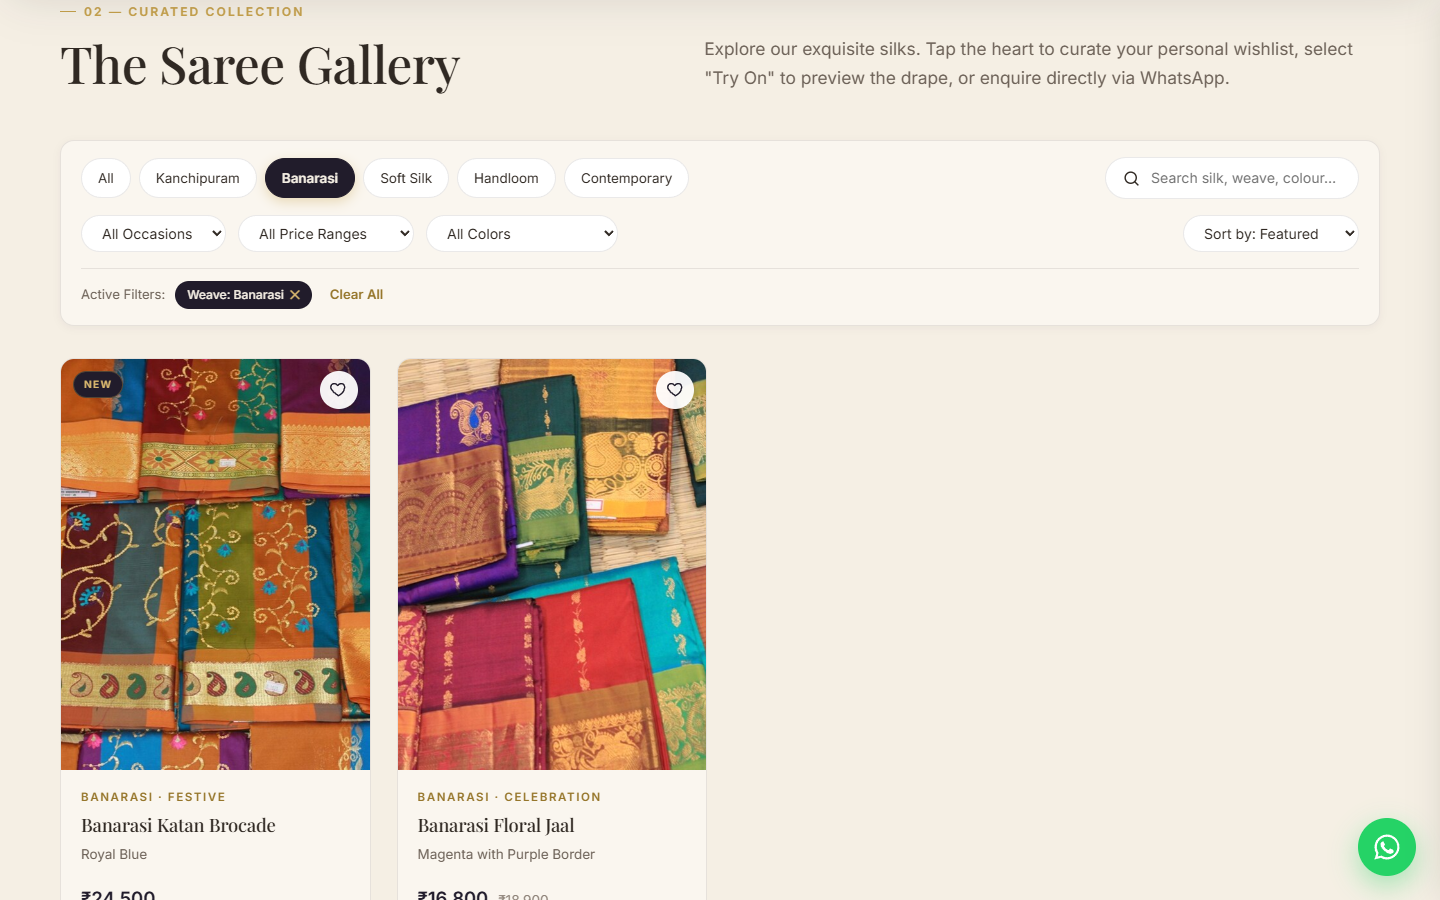 02 — CURATED COLLECTION
The Saree Gallery
Explore our exquisite silks. Tap the heart to curate your personal wishlist, select
"Try On" to preview the drape, or enquire directly via WhatsApp.
All
Kanchipuram
Banarasi
Soft Silk
Handloom
Contemporary
Search silk, weave, colour...
All Occasions
All Price Ranges
All Colors
Sort by: Featured
Active Filters:
Weave: Banarasi ✕
Clear All
NEW
BANARASI · FESTIVE
Banarasi Katan Brocade
Royal Blue
₹24,500
BANARASI · CELEBRATION
Banarasi Floral Jaal
Magenta with Purple Border
₹16,800 ₹18,900